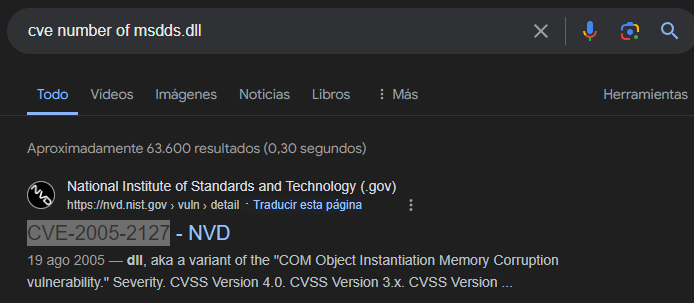 cve number of msdds.dll
Todo Vídeos Imágenes Noticias Libros Más Herramientas
Aproximadamente 63.600 resultados (0,30 segundos)
National Institute of Standards and Technology (.gov)
https://nvd.nist.gov › vuln › detail · Traducir esta página
CVE-2005-2127 - NVD
19 ago 2005 — dll, aka a variant of the "COM Object Instantiation Memory Corruption
vulnerability." Severity. CVSS Version 4.0. CVSS Version 3.x. CVSS Version ...